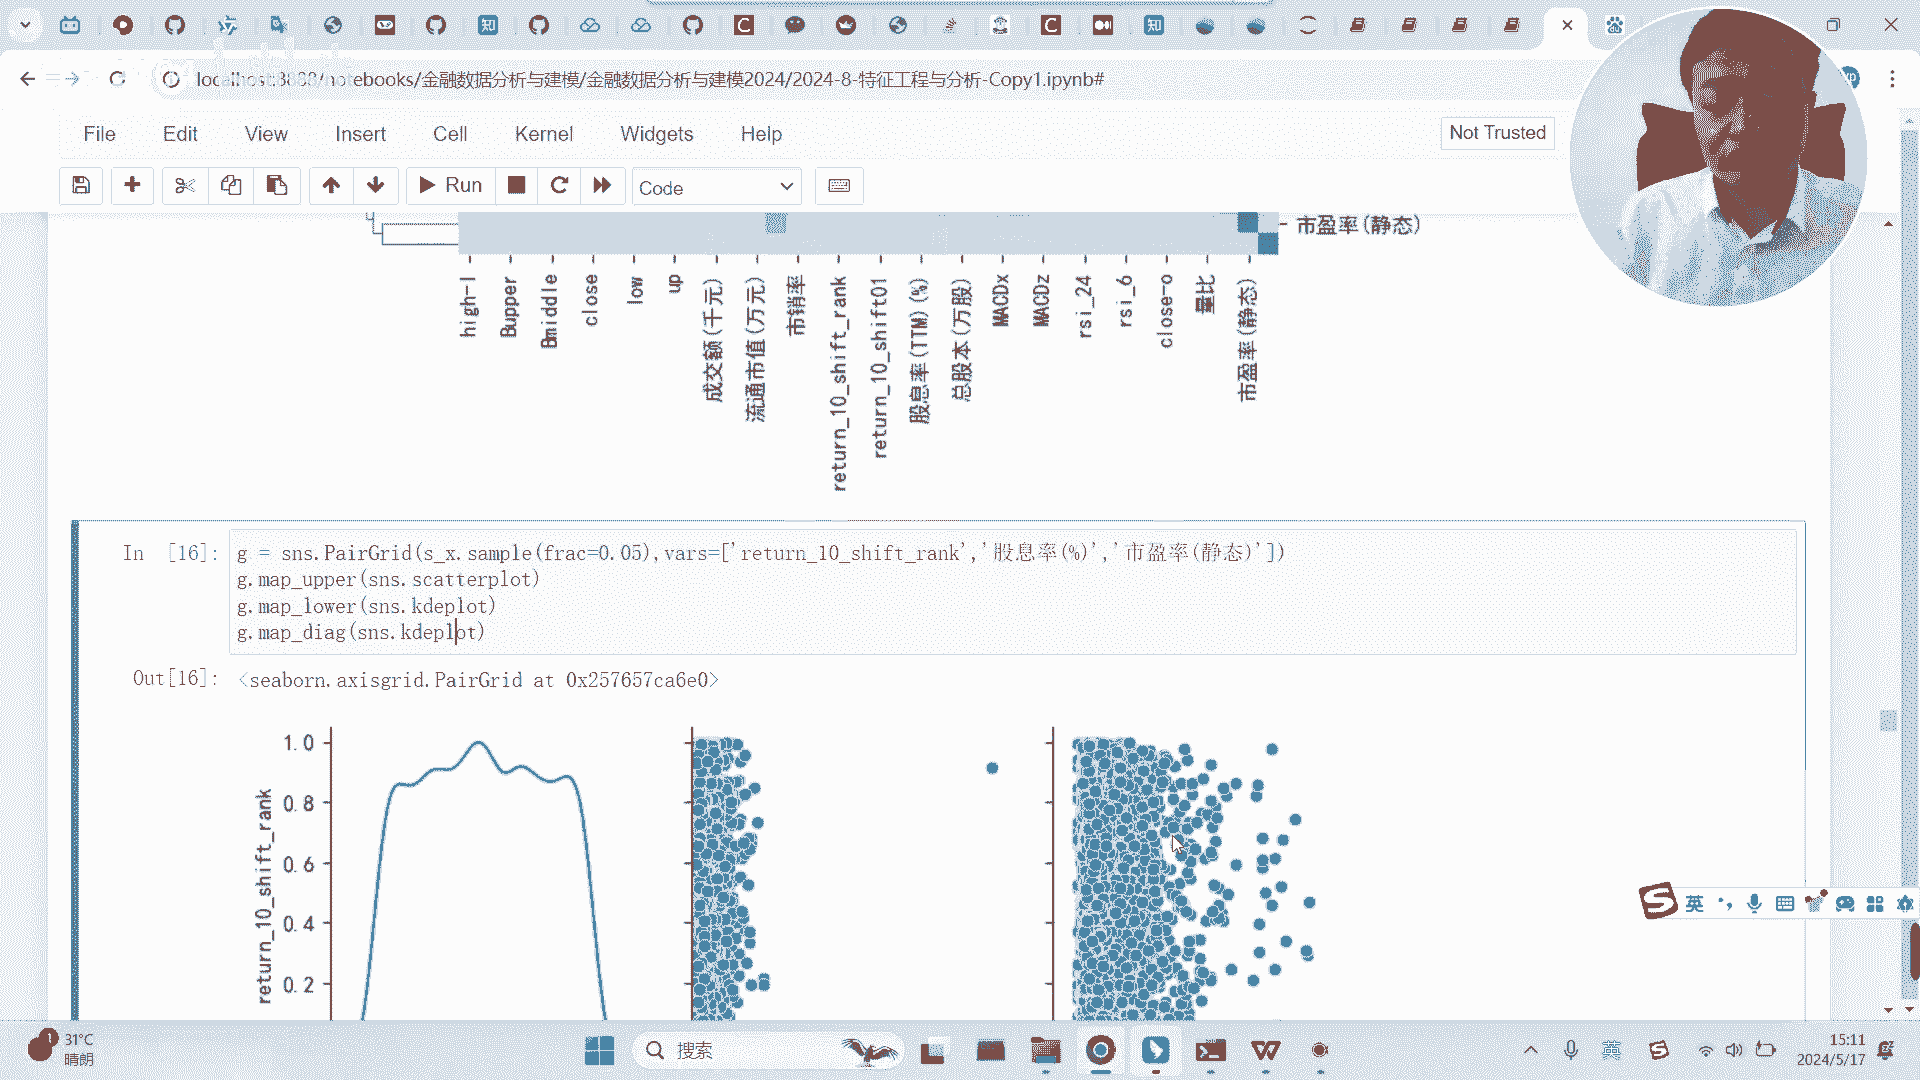 localhost:8888/notebooks/金融数据分析与建模/金融数据分析与建模2024/2024-8-特征工程与分析-Copy1.ipynb#
File Edit View Insert Cell Kernel Widgets Help
Not Trusted
Run
Code
市盈率(静态)
high-l
Bupper
Bmiddle
close
low
up
成交额(千元)
流通市值(万元)
市销率
return_10_shift_rank
return_10_shift01
股息率(TTM)(%)
总股本(万股)
MACDx
MACDz
rsi_24
rsi_6
close-o
量比
市盈率(静态)
In [16]:
g = sns.PairGrid(s_x.sample(frac=0.05),vars=['return_10_shift_rank','股息率(%)','市盈率(静态)'])
g.map_upper(sns.scatterplot)
g.map_lower(sns.kdeplot)
g.map_diag(sns.kdeplot)
Out[16]:
<seaborn.axisgrid.PairGrid at 0x257657ca6e0>
1.0
0.8
0.6
0.4
0.2
return_10_shift_rank
英
31°C
晴朗
搜索
英
15:11
2024/5/17